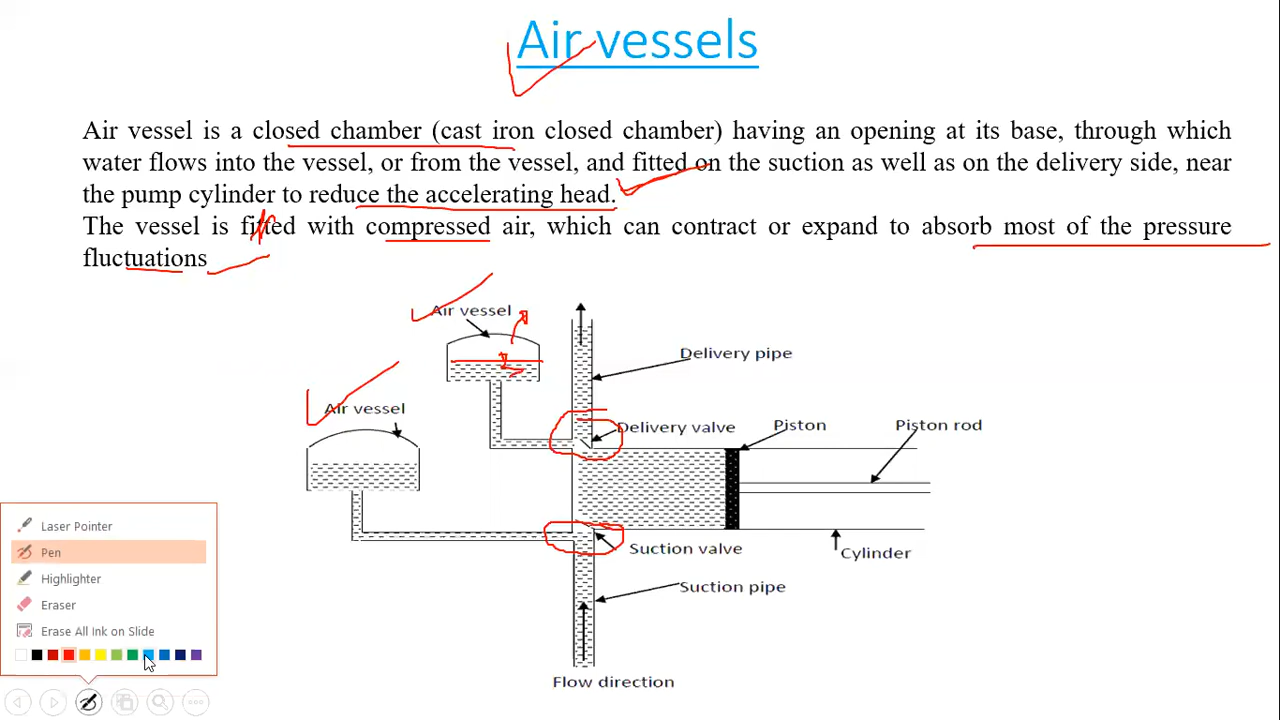 Air vessels
Air vessel is a closed chamber (cast iron closed chamber) having an opening at its base, through which
water flows into the vessel, or from the vessel, and fitted on the suction as well as on the delivery side, near
the pump cylinder to reduce the accelerating head.
The vessel is fitted with compressed air, which can contract or expand to absorb most of the pressure
fluctuations
Air vessel
Delivery pipe
Air vessel
Delivery valve
Piston
Piston rod
Suction valve
Cylinder
Suction pipe
Flow direction
Laser Pointer
Pen
Highlighter
Eraser
Erase All Ink on Slide